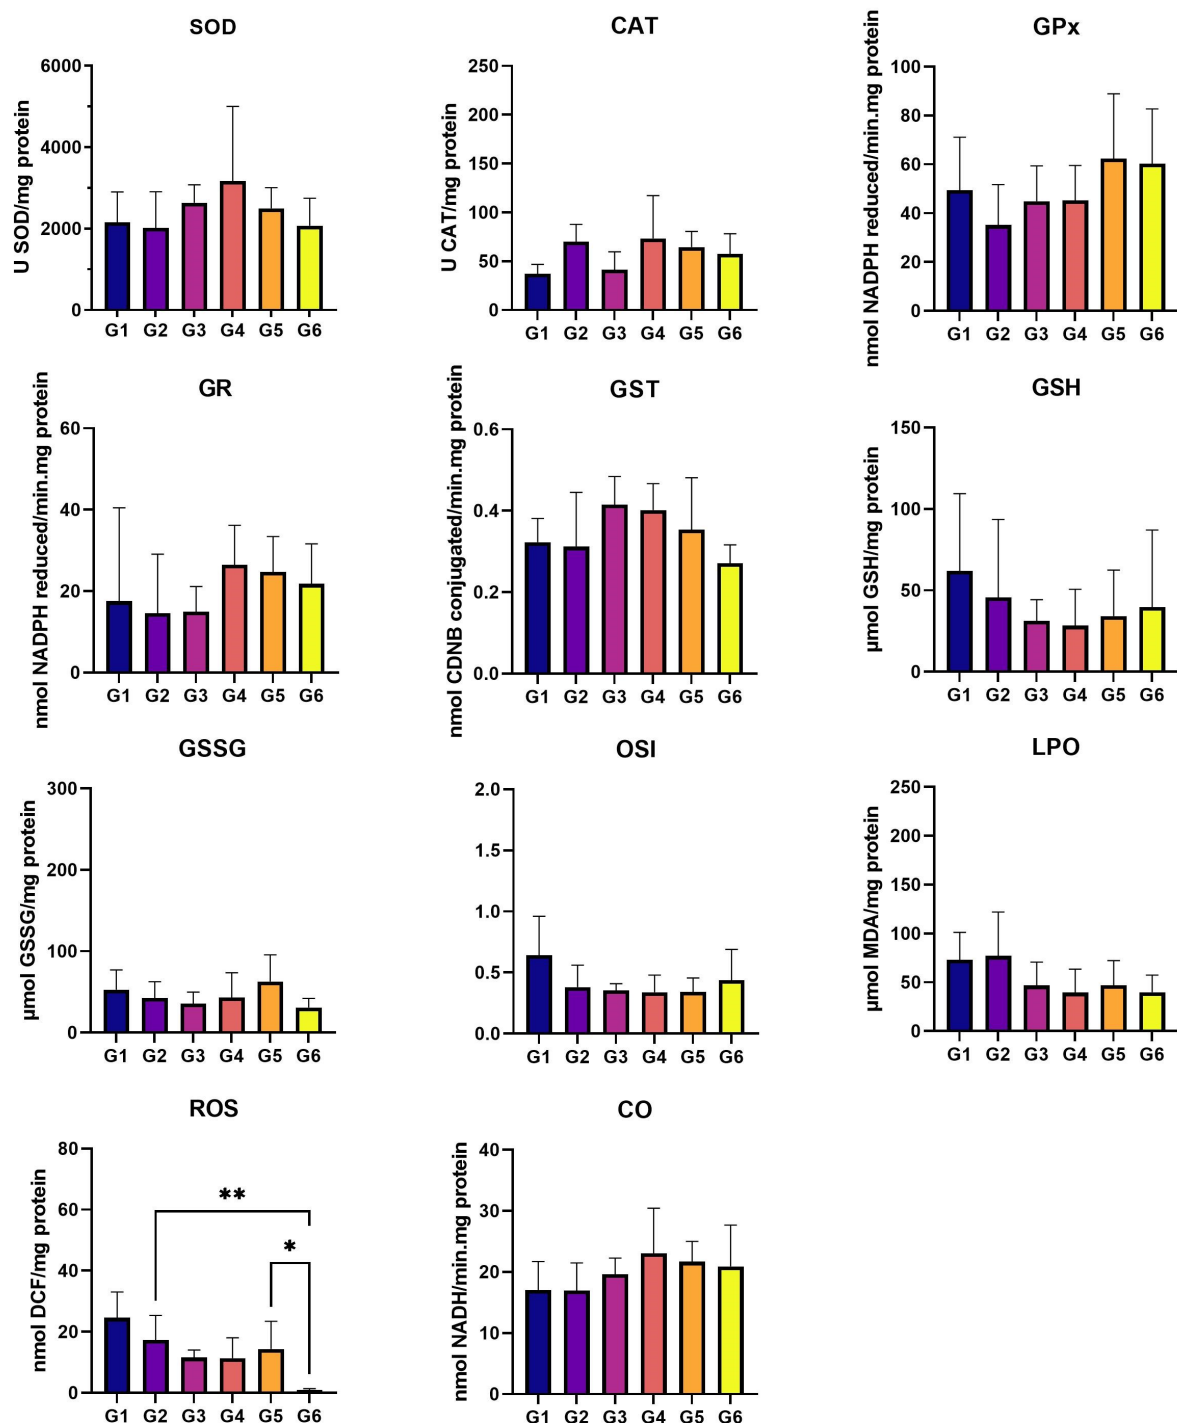 SOD
U SOD/mg protein
6000
4000
2000
0
G1 G2 G3 G4 G5 G6
CAT
U CAT/mg protein
250
200
150
100
50
0
G1 G2 G3 G4 G5 G6
GPx
nmol NADPH reduced/min.mg protein
100
80
60
40
20
0
G1 G2 G3 G4 G5 G6
GR
nmol NADPH reduced/min.mg protein
60
40
20
0
G1 G2 G3 G4 G5 G6
GST
nmol CDNB conjugated/min.mg protein
0.6
0.4
0.2
0.0
G1 G2 G3 G4 G5 G6
GSH
µmol GSH/mg protein
150
100
50
0
G1 G2 G3 G4 G5 G6
GSSG
µmol GSSG/mg protein
300
200
100
0
G1 G2 G3 G4 G5 G6
OSI
2.0
1.5
1.0
0.5
0.0
G1 G2 G3 G4 G5 G6
LPO
µmol MDA/mg protein
250
200
150
100
50
0
G1 G2 G3 G4 G5 G6
ROS
nmol DCF/mg protein
80
60
40
20
0
**
*
G1 G2 G3 G4 G5 G6
CO
nmol NADH/min.mg protein
40
30
20
10
0
G1 G2 G3 G4 G5 G6